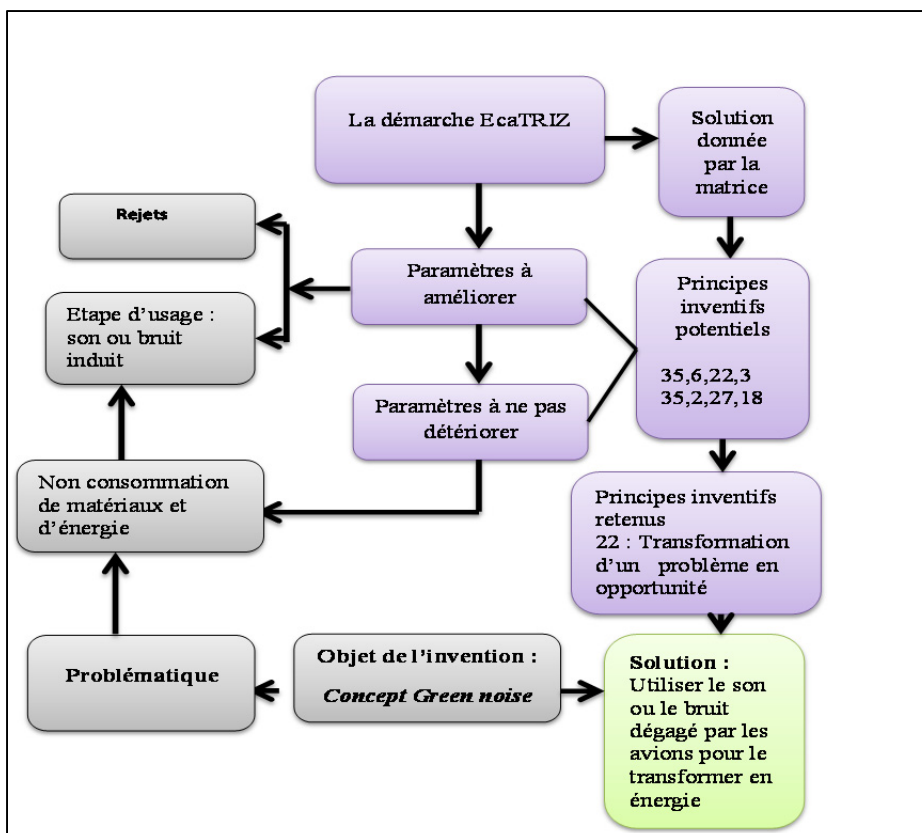 La démarche EcaTRIZ
Solution
donnée
par la
matrice
Rejets
Paramètres à
améliorer
Principes
inventifs
potentiels
35,6,22,3
35,2,27,18
Etape d’usage :
son ou bruit
induit
Paramètres à ne pas
détériorer
Non consommation
de matériaux et
d’énergie
Principes inventifs
retenus
22 : Transformation
d’un problème en
opportunité
Problématique
Objet de l’invention :
Concept Green noise
Solution :
Utiliser le son
ou le bruit
dégagé par les
avions pour le
transformer en
énergie